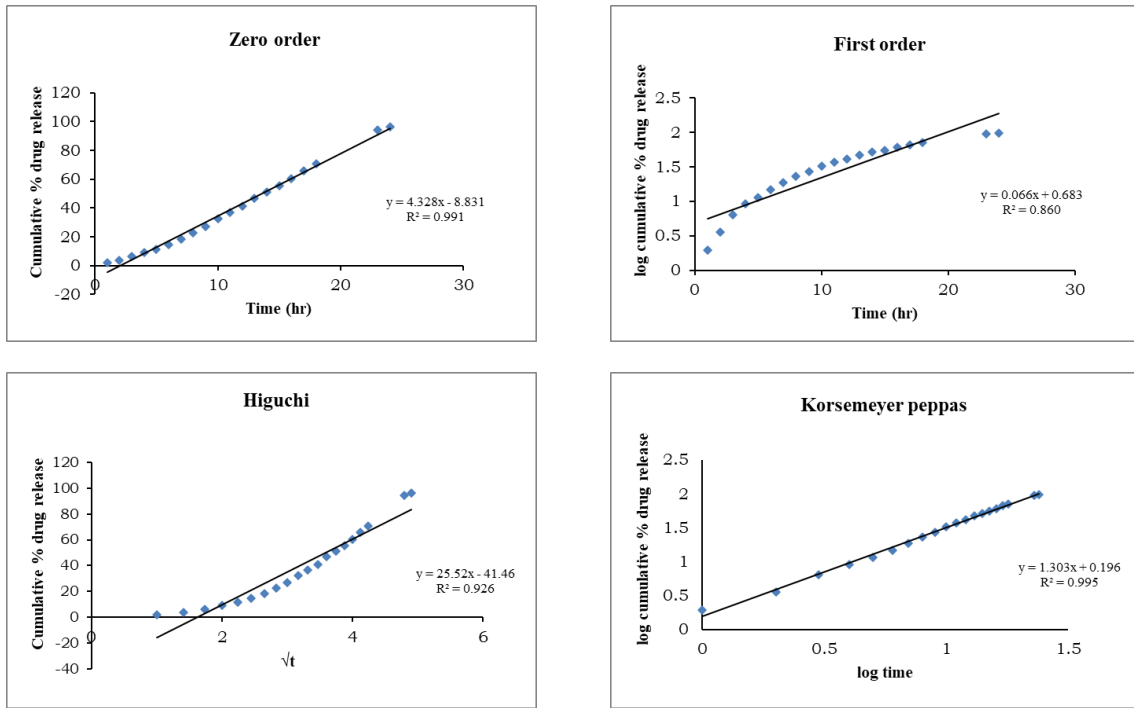 Zero order
Cumulative % drug release
120
100
80
60
40
20
0
-20
0
10
20
30
y = 4.328x - 8.831
R² = 0.991
Time (hr)
First order
log cumulative % drug release
2.5
2
1.5
1
0.5
0
0
10
20
30
y = 0.066x + 0.683
R² = 0.860
Time (hr)
Higuchi
Cumulative % drug release
120
100
80
60
40
20
0
-20
-40
0
2
4
6
y = 25.52x - 41.46
R² = 0.926
√t
Korsemeyer peppas
log cumulative % drug release
2.5
2
1.5
1
0.5
0
0
0.5
1
1.5
y = 1.303x + 0.196
R² = 0.995
log time